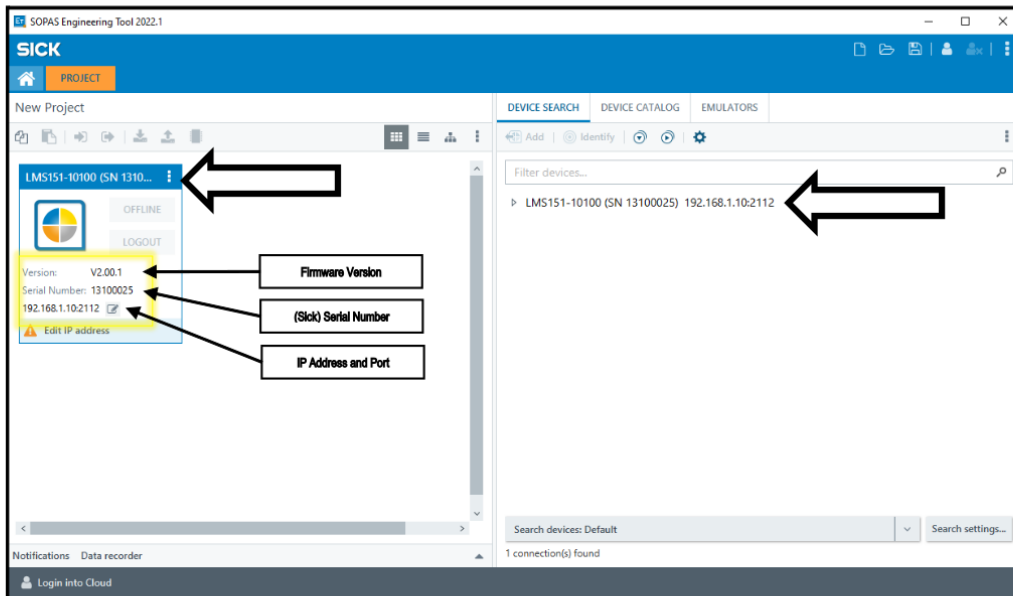 SOPAS Engineering Tool 2022.1
SICK
PROJECT
New Project
LMS151-10100 (SN 1310...
OFFLINE
LOGOUT
Version: V2.00.1
Serial Number: 13100025
192.168.1.10:2112
Edit IP address
Firmware Version
(Sick) Serial Number
IP Address and Port
Notifications Data recorder
Login into Cloud
DEVICE SEARCH DEVICE CATALOG EMULATORS
Add Identify
Filter devices...
LMS151-10100 (SN 13100025) 192.168.1.10:2112
Search devices: Default
Search settings...
1 connection(s) found